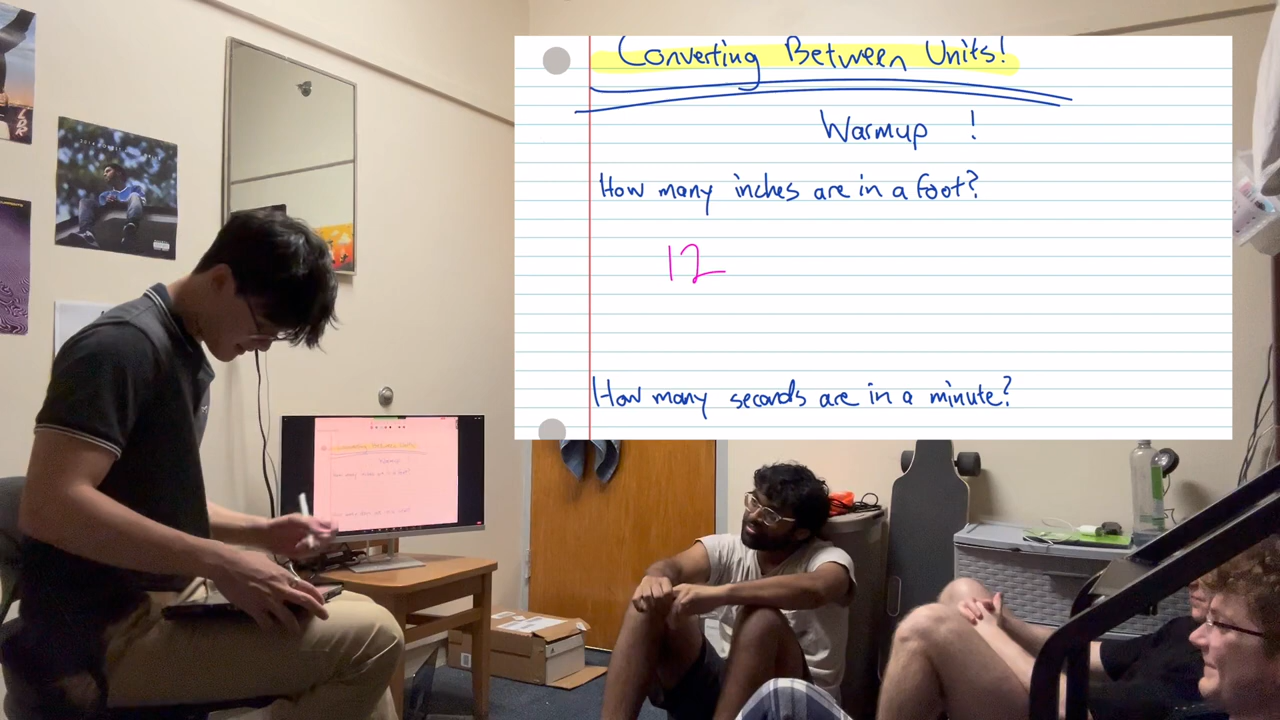 Converting Between Units!
Warmup !
How many inches are in a foot?
12
How many seconds are in a minute?